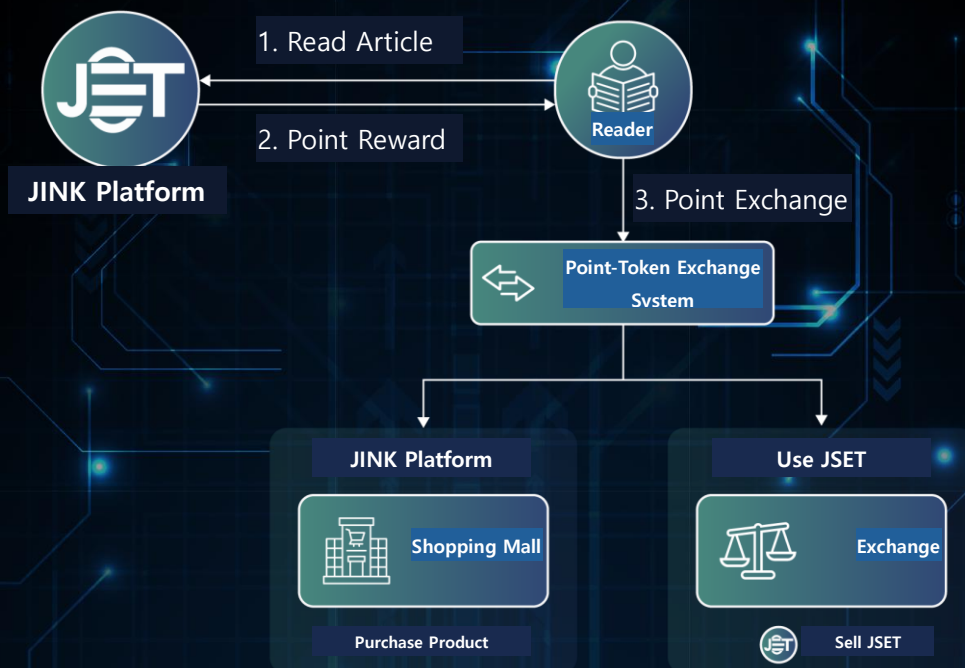 1. Read Article
JSET
2. Point Reward
Reader
JINK Platform
3. Point Exchange
Point-Token Exchange
System
JINK Platform
Use JSET
Shopping Mall
Exchange
Purchase Product
JSET
Sell JSET